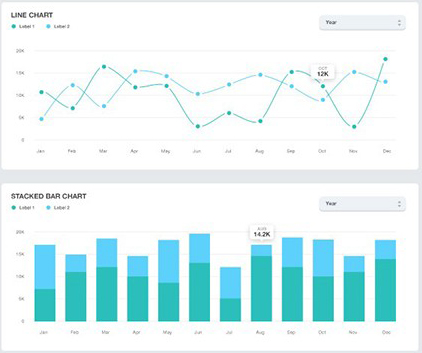 LINE CHART
Label 1 Label 2
Year
20K
15K
10K
5K
0
OCT
12K
Jan Feb Mar Apr May Jun Jul Aug Sep Oct Nov Dec
STACKED BAR CHART
Label 1 Label 2
Year
20K
15K
10K
5K
0
AUG
14.2K
Jan Feb Mar Apr May Jun Jul Aug Sep Oct Nov Dec